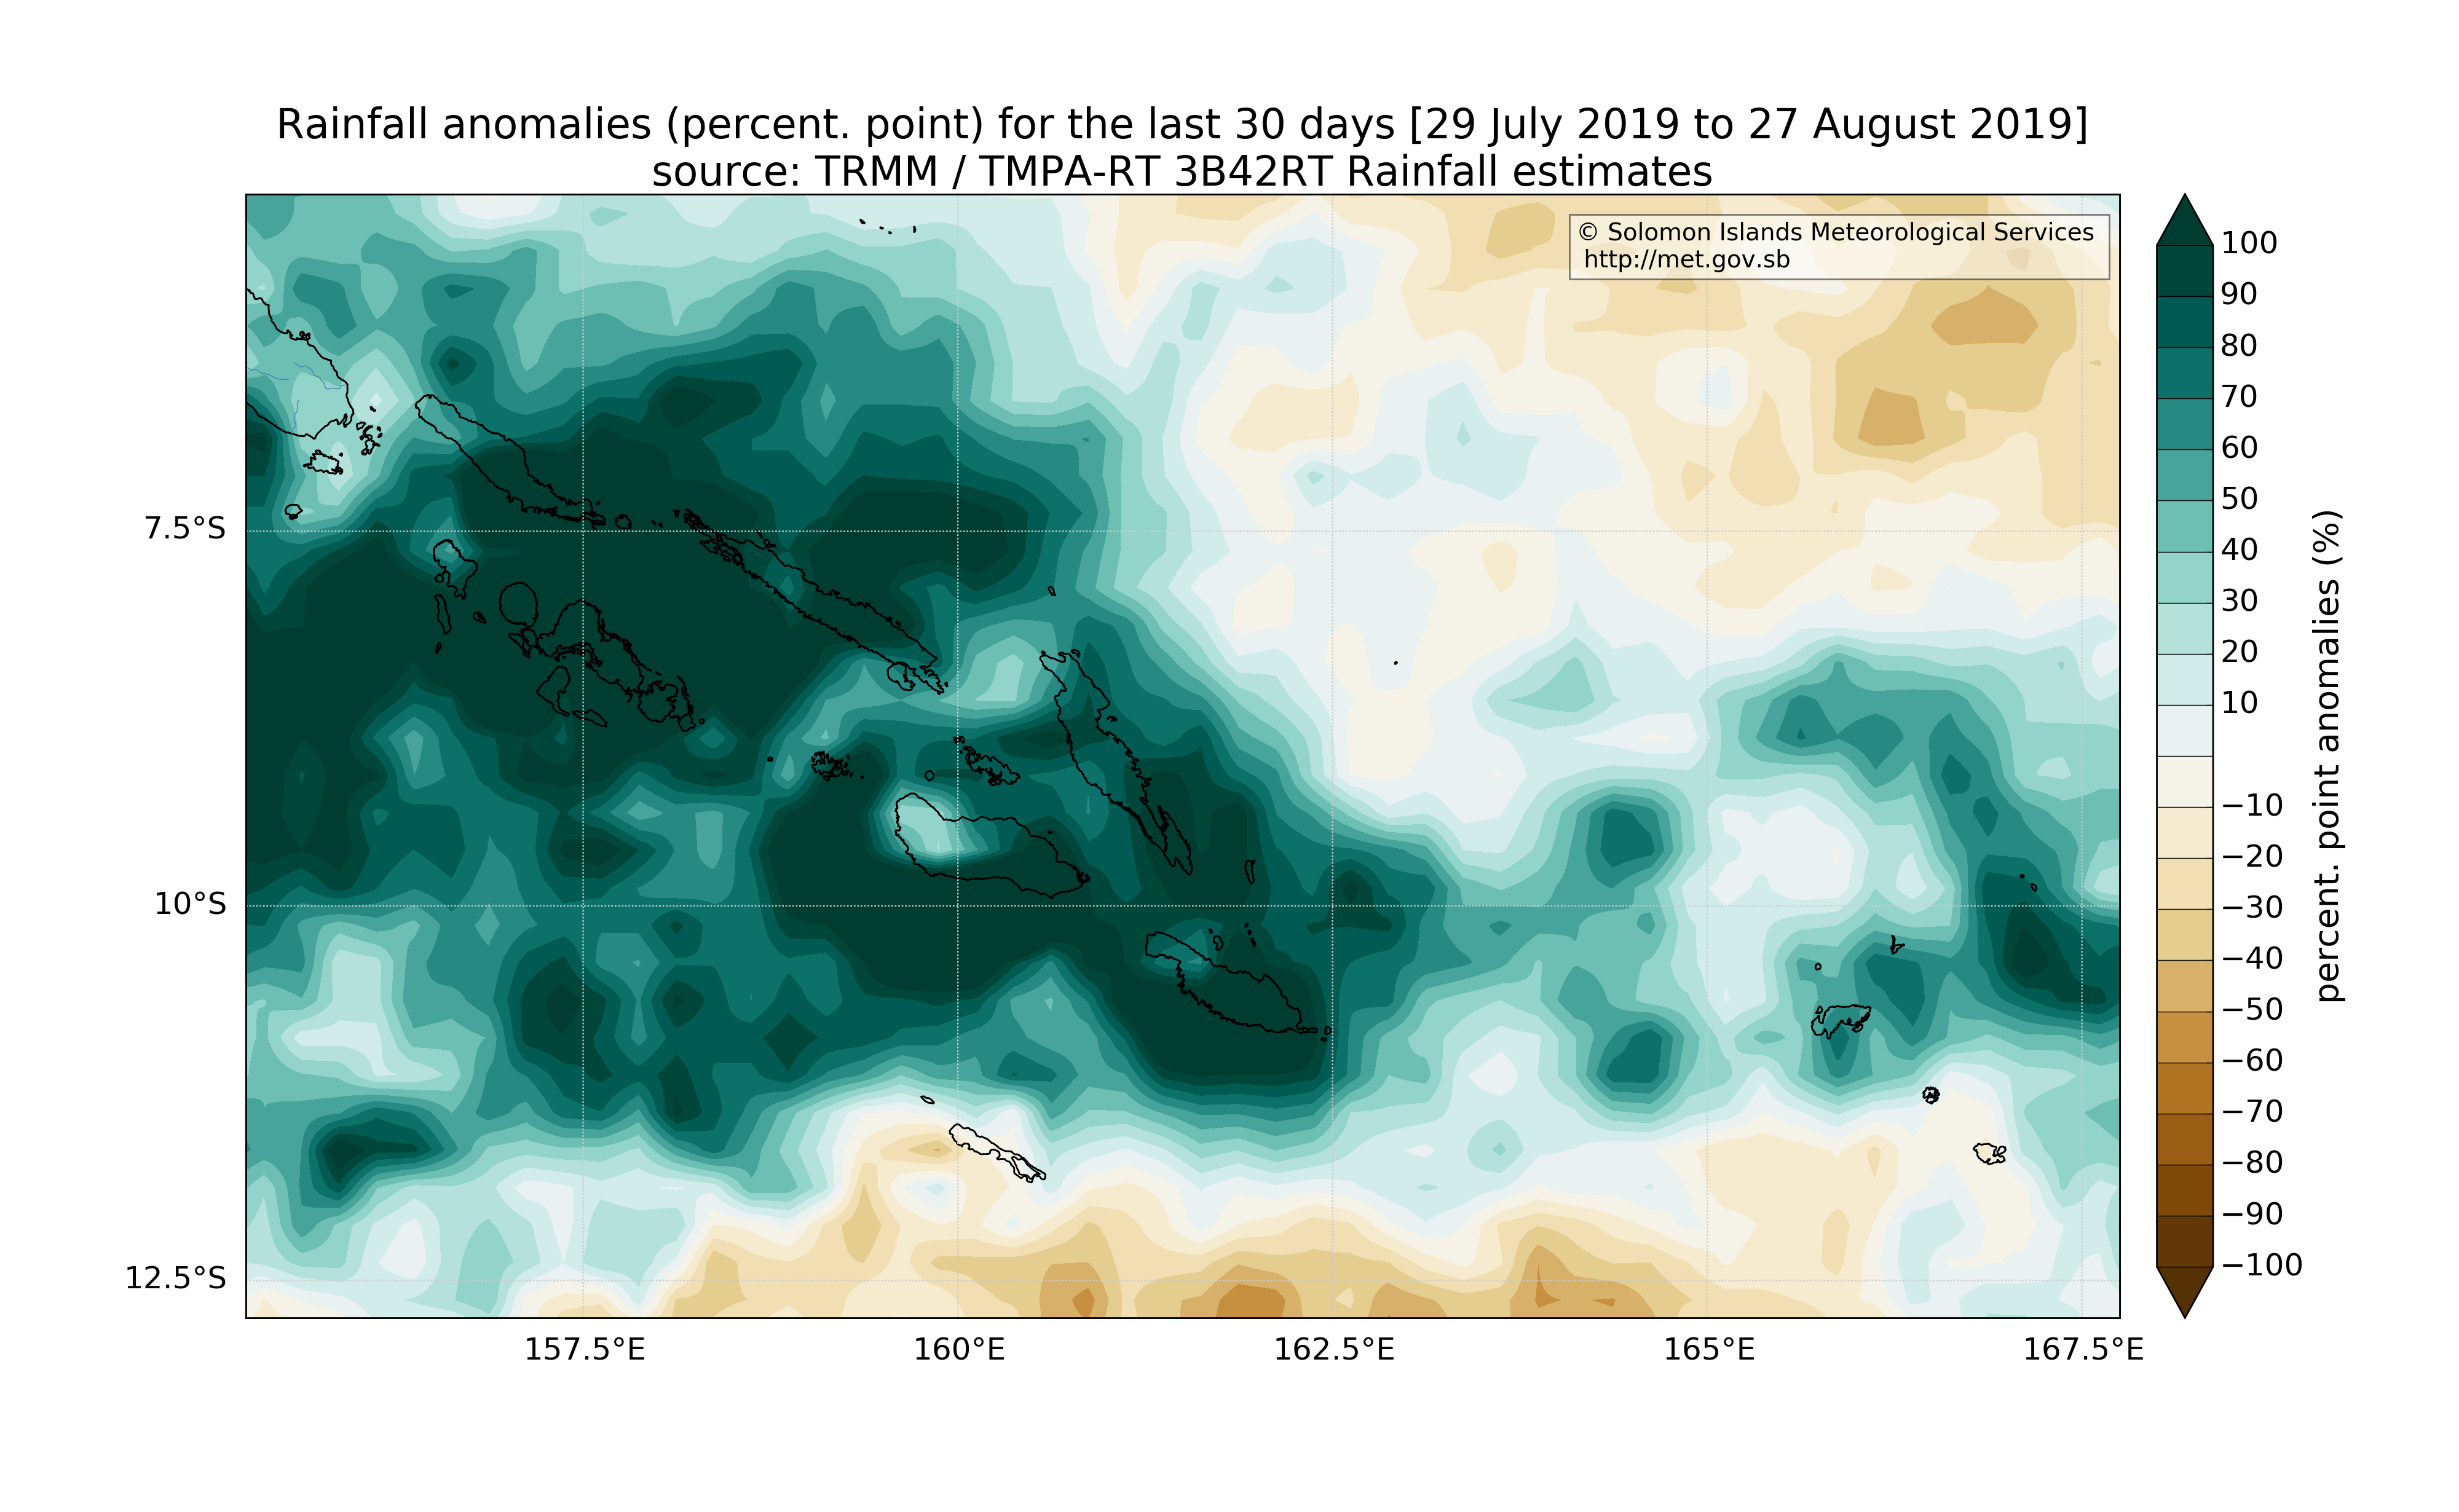 Rainfall anomalies (percent. point) for the last 30 days [29 July 2019 to 27 August 2019]
source: TRMM / TMPA-RT 3B42RT Rainfall estimates
© Solomon Islands Meteorological Services
http://met.gov.sb
7.5°S
10°S
12.5°S
157.5°E
160°E
162.5°E
165°E
167.5°E
100
90
80
70
60
50
40
30
20
10
−10
−20
−30
−40
−50
−60
−70
−80
−90
−100
percent. point anomalies (%)